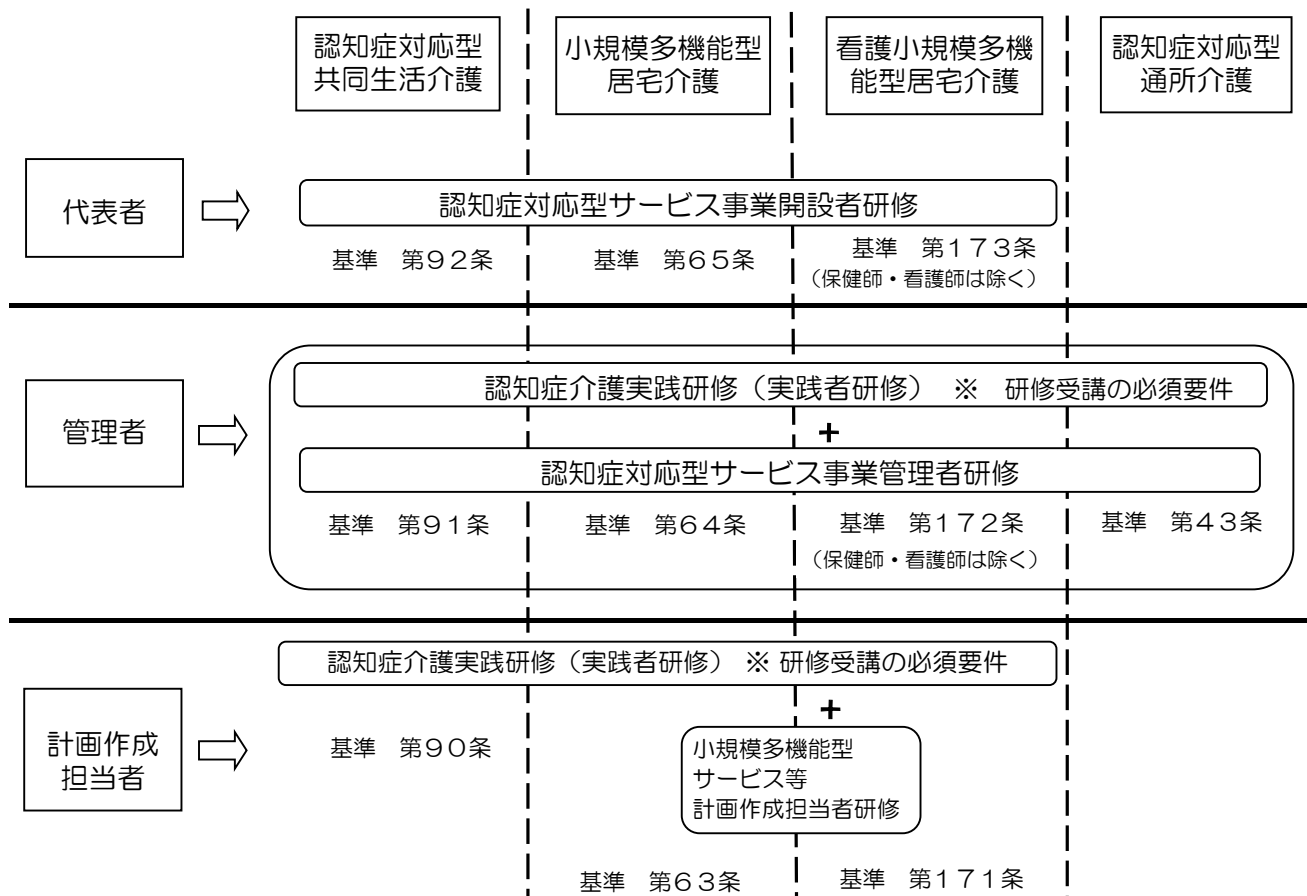 認知症対応型
共同生活介護
小規模多機能型
居宅介護
看護小規模多機
能型居宅介護
認知症対応型
通所介護
代表者
認知症対応型サービス事業開設者研修
基準　第９２条
基準　第６５条
基準　第１７３条
（保健師・看護師は除く）
管理者
認知症介護実践研修（実践者研修）　※　研修受講の必須要件
＋
認知症対応型サービス事業管理者研修
基準　第９１条
基準　第６４条
基準　第１７２条
（保健師・看護師は除く）
基準　第４３条
計画作成
担当者
認知症介護実践研修（実践者研修）　※ 研修受講の必須要件
＋
基準　第９０条
小規模多機能型
サービス等
計画作成担当者研修
基準　第６３条
基準　第１７１条